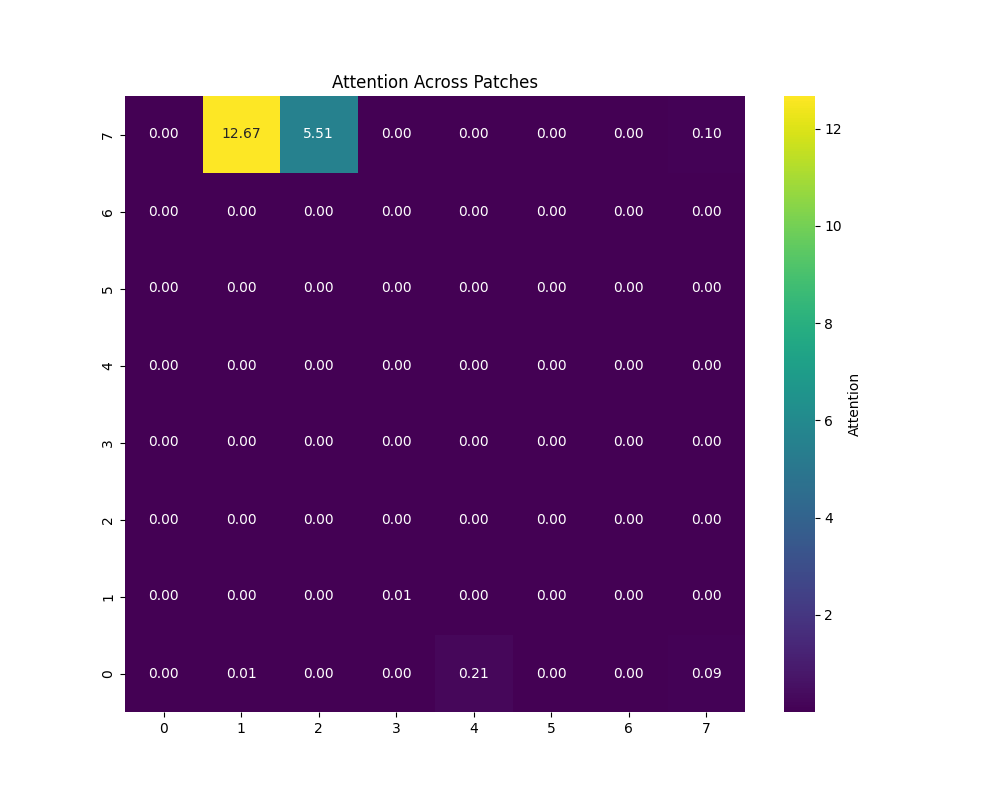 Attention Across Patches
7 0.00 12.67 5.51 0.00 0.00 0.00 0.00 0.10
6 0.00 0.00 0.00 0.00 0.00 0.00 0.00 0.00
5 0.00 0.00 0.00 0.00 0.00 0.00 0.00 0.00
4 0.00 0.00 0.00 0.00 0.00 0.00 0.00 0.00
3 0.00 0.00 0.00 0.00 0.00 0.00 0.00 0.00
2 0.00 0.00 0.00 0.00 0.00 0.00 0.00 0.00
1 0.00 0.00 0.00 0.01 0.00 0.00 0.00 0.00
0 0.00 0.01 0.00 0.00 0.21 0.00 0.00 0.09
0 1 2 3 4 5 6 7
12
10
8
6
4
2
Attention